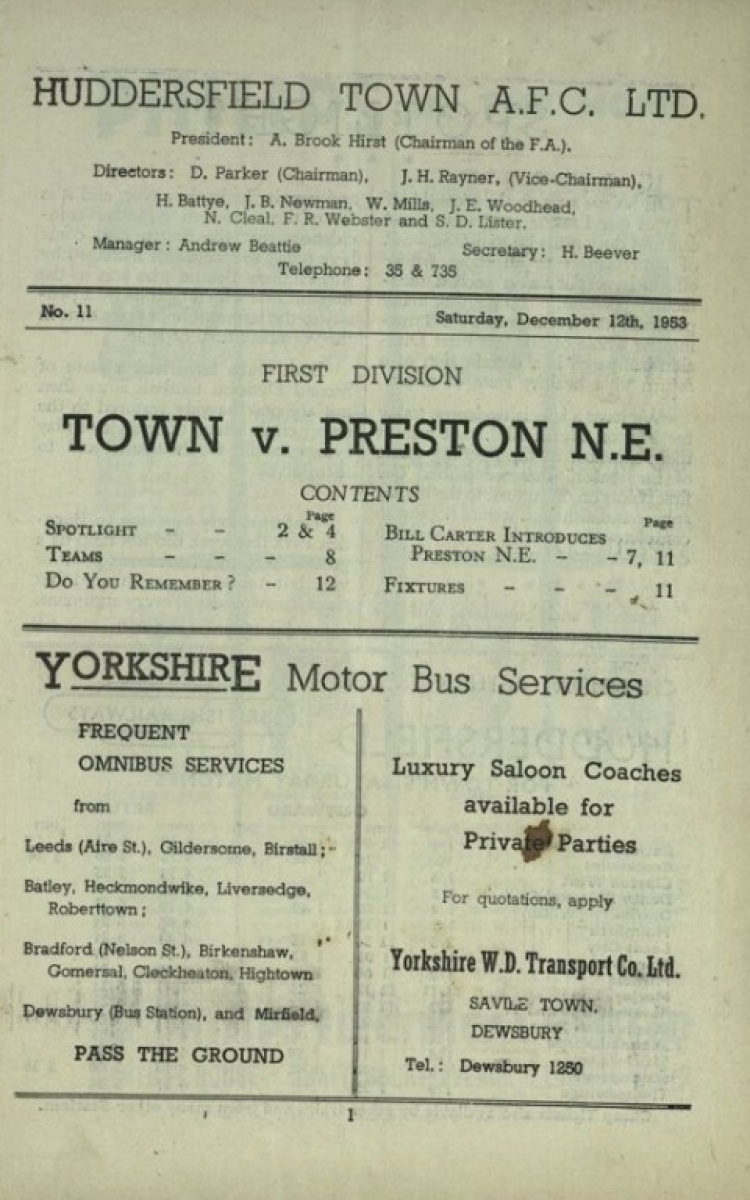 HUDDERSFIELD TOWN A.F.C. LTD.
President: A. Brook Hirst (Chairman of the F.A.).
Directors: D. Parker (Chairman), J. H. Rayner, (Vice-Chairman),
H. Battye, J. B. Newman, W. Mills, J. E. Woodhead,
N. Cleal, F. R. Webster and S. D. Lister.
Manager: Andrew Beattie Secretary: H. Beever
Telephone: 35 & 735
No. 11 Saturday, December 12th, 1953
FIRST DIVISION
TOWN v. PRESTON N.E.
CONTENTS
Page
SPOTLIGHT - - 2 & 4
TEAMS - - - 8
DO YOU REMEMBER? - 12
Page
BILL CARTER INTRODUCES
PRESTON N.E. - - 7, 11
FIXTURES - - - 11
YORKSHIRE Motor Bus Services
FREQUENT
OMNIBUS SERVICES
from
Leeds (Aire St.), Gildersome, Birstall;
Batley, Heckmondwike, Liversedge,
Roberttown;
Bradford (Nelson St.), Birkenshaw,
Gomersal, Cleckheaton, Hightown
Dewsbury (Bus Station), and Mirfield,
PASS THE GROUND
Luxury Saloon Coaches
available for
Private Parties
For quotations, apply
Yorkshire W.D. Transport Co. Ltd.
SAVILE TOWN,
DEWSBURY
Tel.: Dewsbury 1250
1